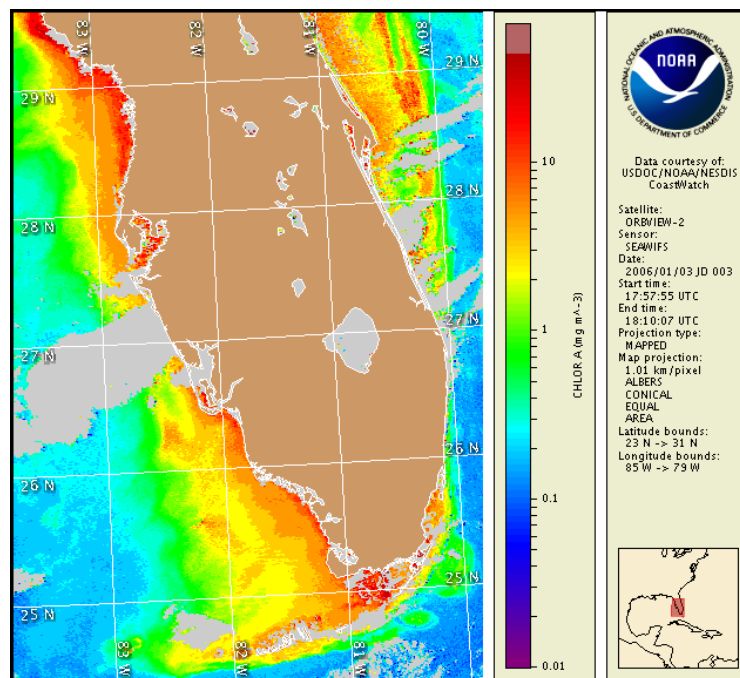 83 W
82 W
81 W
80 W
29 N
29 N
28 N
28 N
27 N
27 N
26 N
26 N
25 N
25 N
83 W
82 W
81 W
10
1
0.1
0.01
CHLOR A (mg m^-3)
NATIONAL OCEANIC AND ATMOSPHERIC ADMINISTRATION
NOAA
U.S. DEPARTMENT OF COMMERCE
Data courtesy of:
USDOC/NOAA/NESDIS
CoastWatch
Satellite:
ORBVIEW-2
Sensor:
SEAWIFS
Date:
2006/01/03 JD 003
Start time:
17:57:55 UTC
End time:
18:10:07 UTC
Projection type:
MAPPED
Map projection:
1.01 km/pixel
ALBERS
CONICAL
EQUAL
AREA
Latitude bounds:
23 N -> 31 N
Longitude bounds:
85 W -> 79 W